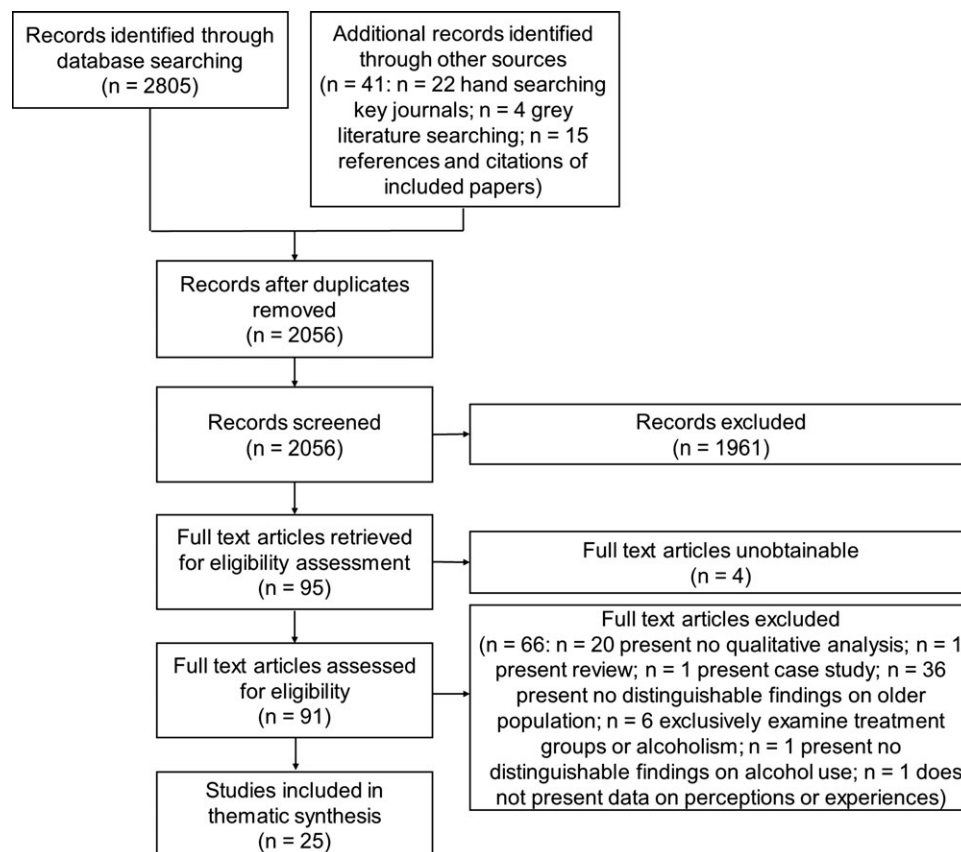 Records identified through
database searching
(n = 2805)
Additional records identified
through other sources
(n = 41: n = 22 hand searching
key journals; n = 4 grey
literature searching; n = 15
references and citations of
included papers)
Records after duplicates
removed
(n = 2056)
Records screened
(n = 2056)
Records excluded
(n = 1961)
Full text articles retrieved
for eligibility assessment
(n = 95)
Full text articles unobtainable
(n = 4)
Full text articles assessed
for eligibility
(n = 91)
Full text articles excluded
(n = 66: n = 20 present no qualitative analysis; n = 1
present review; n = 1 present case study; n = 36
present no distinguishable findings on older
population; n = 6 exclusively examine treatment
groups or alcoholism; n = 1 present no
distinguishable findings on alcohol use; n = 1 does
not present data on perceptions or experiences)
Studies included in
thematic synthesis
(n = 25)